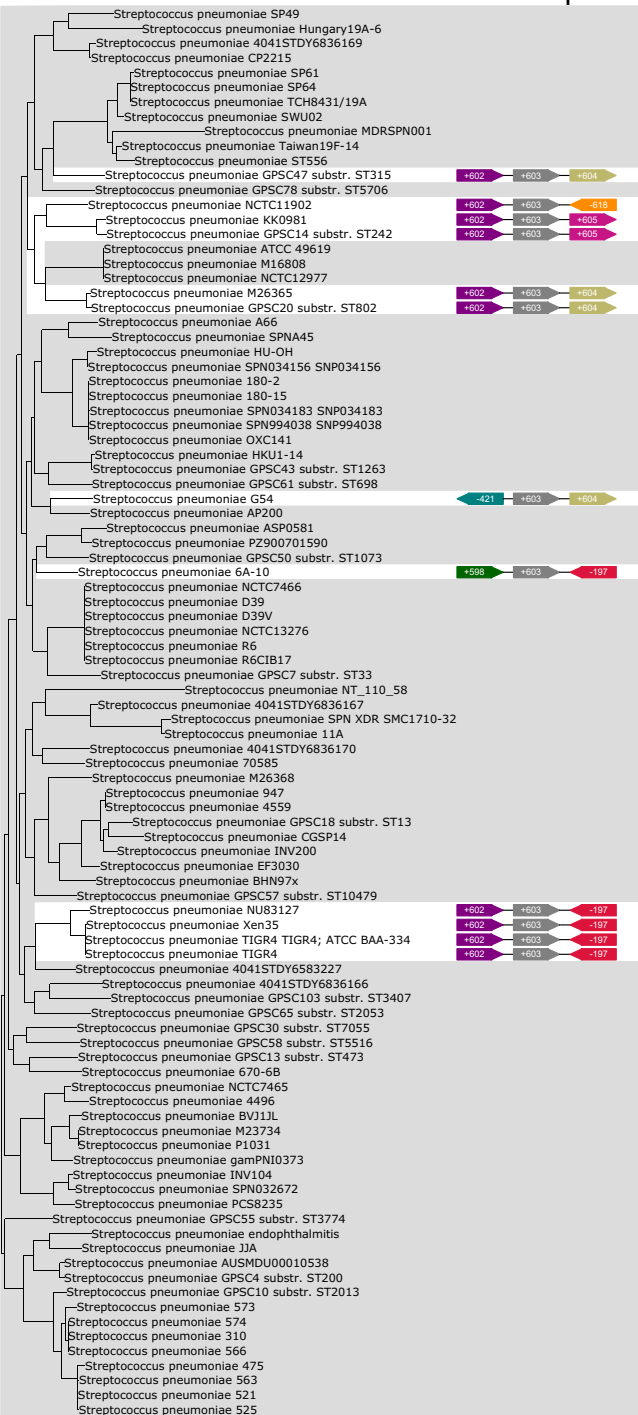 Streptococcus pneumoniae SP49
Streptococcus pneumoniae Hungary19A-6
Streptococcus pneumoniae 4041STDY6836169
Streptococcus pneumoniae CP2215
Streptococcus pneumoniae SP61
Streptococcus pneumoniae SP64
Streptococcus pneumoniae TCH8431/19A
Streptococcus pneumoniae SWU02
Streptococcus pneumoniae MDRSPN001
Streptococcus pneumoniae Taiwan19F-14
Streptococcus pneumoniae ST556
Streptococcus pneumoniae GPSC47 substr. ST315 +602 +603 +604
Streptococcus pneumoniae GPSC78 substr. ST5706
Streptococcus pneumoniae NCTC11902 +602 +603 -618
Streptococcus pneumoniae KK0981 +602 +603 +605
Streptococcus pneumoniae GPSC14 substr. ST242 +602 +603 +605
Streptococcus pneumoniae ATCC 49619
Streptococcus pneumoniae M16808
Streptococcus pneumoniae NCTC12977
Streptococcus pneumoniae M26365 +602 +603 +604
Streptococcus pneumoniae GPSC20 substr. ST802 +602 +603 +604
Streptococcus pneumoniae A66
Streptococcus pneumoniae SPNA45
Streptococcus pneumoniae HU-OH
Streptococcus pneumoniae SPN034156 SNP034156
Streptococcus pneumoniae 180-2
Streptococcus pneumoniae 180-15
Streptococcus pneumoniae SPN034183 SNP034183
Streptococcus pneumoniae SPN994038 SNP994038
Streptococcus pneumoniae OXC141
Streptococcus pneumoniae HKU1-14
Streptococcus pneumoniae GPSC43 substr. ST1263
Streptococcus pneumoniae GPSC61 substr. ST698
Streptococcus pneumoniae G54 -421 +603 +604
Streptococcus pneumoniae AP200
Streptococcus pneumoniae ASP0581
Streptococcus pneumoniae PZ900701590
Streptococcus pneumoniae GPSC50 substr. ST1073
Streptococcus pneumoniae 6A-10 +598 +603 -197
Streptococcus pneumoniae NCTC7466
Streptococcus pneumoniae D39
Streptococcus pneumoniae D39V
Streptococcus pneumoniae NCTC13276
Streptococcus pneumoniae R6
Streptococcus pneumoniae R6CIB17
Streptococcus pneumoniae GPSC7 substr. ST33
Streptococcus pneumoniae NT_110_58
Streptococcus pneumoniae 4041STDY6836167
Streptococcus pneumoniae SPN XDR SMC1710-32
Streptococcus pneumoniae 11A
Streptococcus pneumoniae 4041STDY6836170
Streptococcus pneumoniae 70585
Streptococcus pneumoniae M26368
Streptococcus pneumoniae 947
Streptococcus pneumoniae 4559
Streptococcus pneumoniae GPSC18 substr. ST13
Streptococcus pneumoniae CGSP14
Streptococcus pneumoniae INV200
Streptococcus pneumoniae EF3030
Streptococcus pneumoniae BHN97x
Streptococcus pneumoniae GPSC57 substr. ST10479
Streptococcus pneumoniae NU83127 +602 +603 -197
Streptococcus pneumoniae Xen35 +602 +603 -197
Streptococcus pneumoniae TIGR4 TIGR4; ATCC BAA-334 +602 +603 -197
Streptococcus pneumoniae TIGR4 +602 +603 -197
Streptococcus pneumoniae 4041STDY6583227
Streptococcus pneumoniae 4041STDY6836166
Streptococcus pneumoniae GPSC103 substr. ST3407
Streptococcus pneumoniae GPSC65 substr. ST2053
Streptococcus pneumoniae GPSC30 substr. ST7055
Streptococcus pneumoniae GPSC58 substr. ST5516
Streptococcus pneumoniae GPSC13 substr. ST473
Streptococcus pneumoniae 670-6B
Streptococcus pneumoniae NCTC7465
Streptococcus pneumoniae 4496
Streptococcus pneumoniae BVJ1JL
Streptococcus pneumoniae M23734
Streptococcus pneumoniae P1031
Streptococcus pneumoniae gamPNI0373
Streptococcus pneumoniae INV104
Streptococcus pneumoniae SPN032672
Streptococcus pneumoniae PCS8235
Streptococcus pneumoniae GPSC55 substr. ST3774
Streptococcus pneumoniae endophthalmitis
Streptococcus pneumoniae JJA
Streptococcus pneumoniae AUSMDU00010538
Streptococcus pneumoniae GPSC4 substr. ST200
Streptococcus pneumoniae GPSC10 substr. ST2013
Streptococcus pneumoniae 573
Streptococcus pneumoniae 574
Streptococcus pneumoniae 310
Streptococcus pneumoniae 566
Streptococcus pneumoniae 475
Streptococcus pneumoniae 563
Streptococcus pneumoniae 521
Streptococcus pneumoniae 525